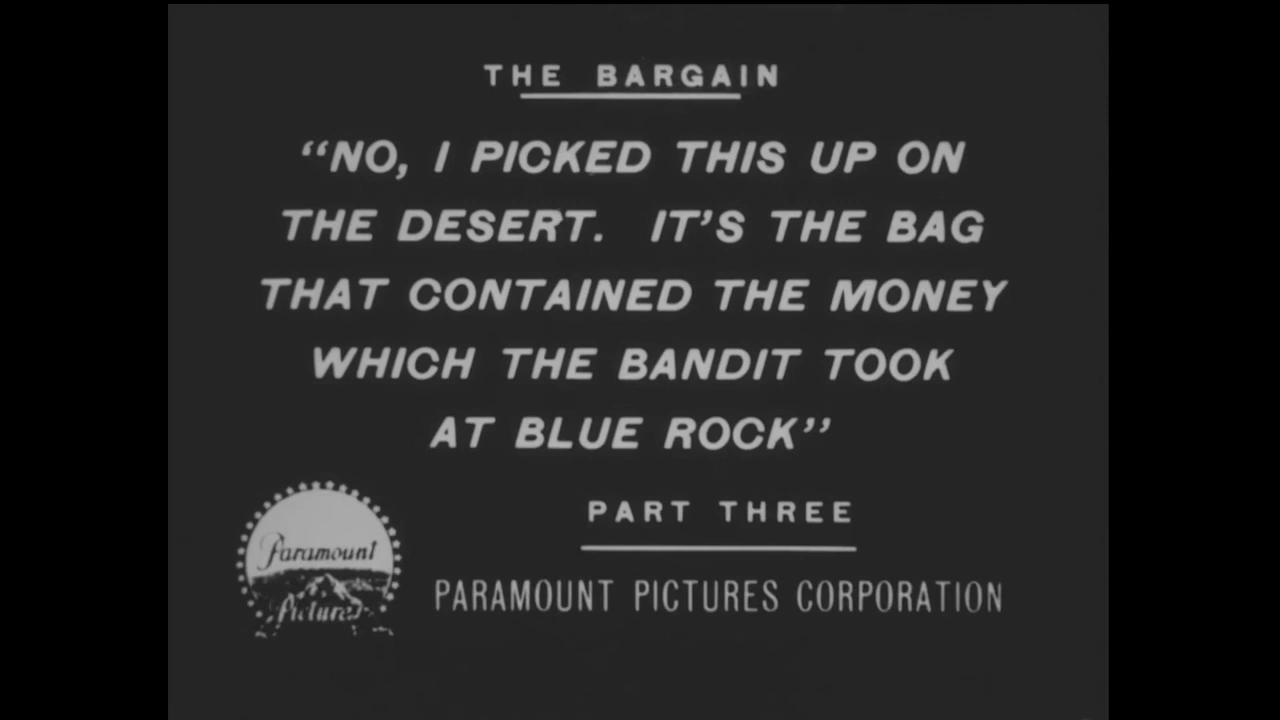 THE BARGAIN
“NO, I PICKED THIS UP ON
THE DESERT. IT’S THE BAG
THAT CONTAINED THE MONEY
WHICH THE BANDIT TOOK
AT BLUE ROCK”
PART THREE
Paramount
Pictures
PARAMOUNT PICTURES CORPORATION